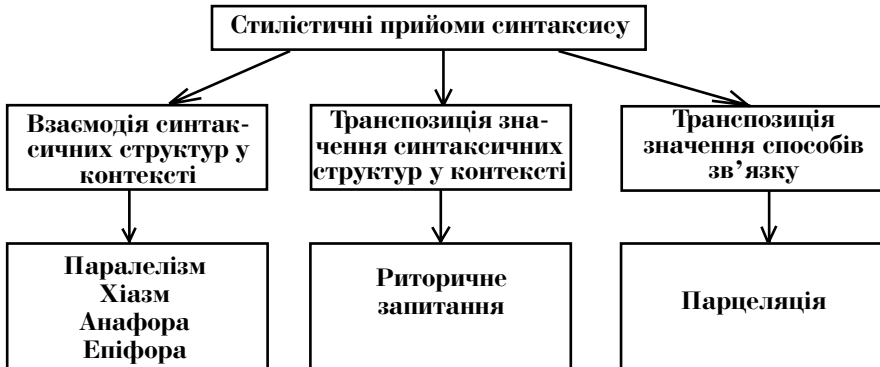 Стилістичні прийоми синтаксису
Взаємодія синтак-
сичних структур у
контексті
Транспозиція зна-
чення синтаксичних
структур у контексті
Транспозиція
значення способів
зв’язку
Паралелізм
Хіазм
Анафора
Епіфора
Риторичне
запитання
Парцеляція